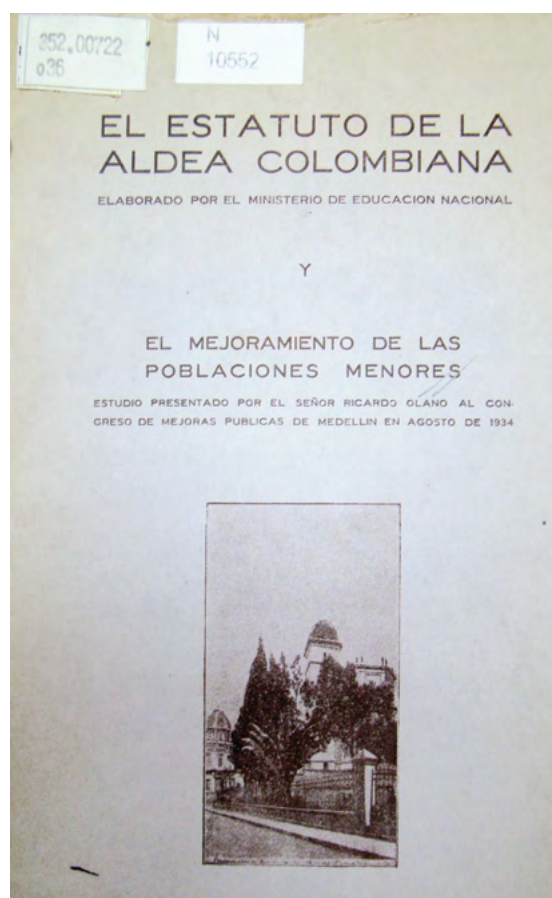 352.00722
o36
N
10552
EL ESTATUTO DE LA
ALDEA COLOMBIANA
ELABORADO POR EL MINISTERIO DE EDUCACION NACIONAL
Y
EL MEJORAMIENTO DE LAS
POBLACIONES MENORES
ESTUDIO PRESENTADO POR EL SEÑOR RICARDO OLANO AL CON-
GRESO DE MEJORAS PUBLICAS DE MEDELLIN EN AGOSTO DE 1934